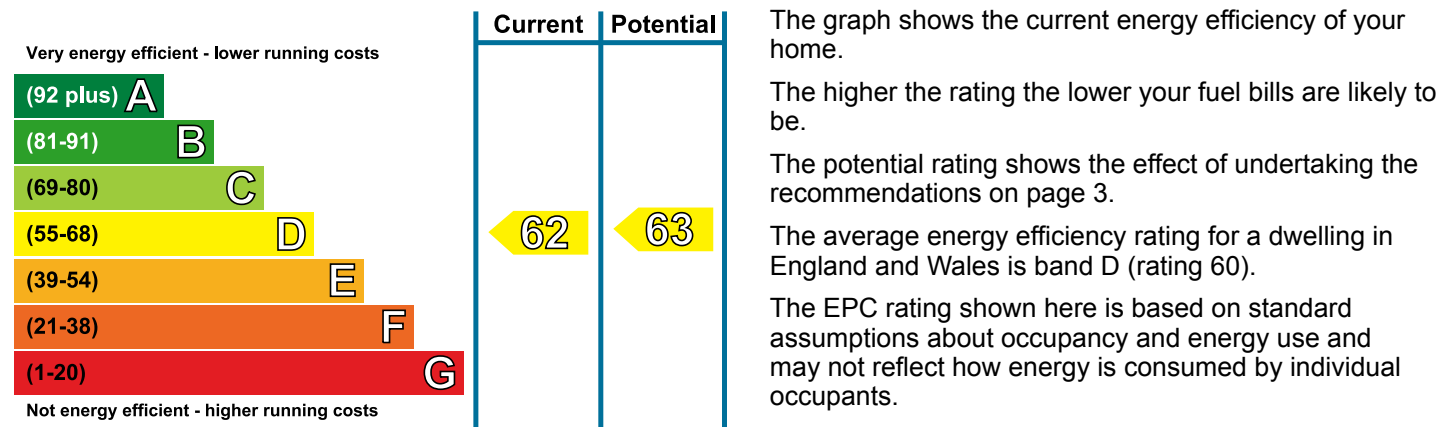 Current Potential
Very energy efficient - lower running costs
(92 plus) A
(81-91) B
(69-80) C
(55-68) D
62 63
(39-54) E
(21-38) F
(1-20) G
Not energy efficient - higher running costs
The graph shows the current energy efficiency of your
home.
The higher the rating the lower your fuel bills are likely to
be.
The potential rating shows the effect of undertaking the
recommendations on page 3.
The average energy efficiency rating for a dwelling in
England and Wales is band D (rating 60).
The EPC rating shown here is based on standard
assumptions about occupancy and energy use and
may not reflect how energy is consumed by individual
occupants.